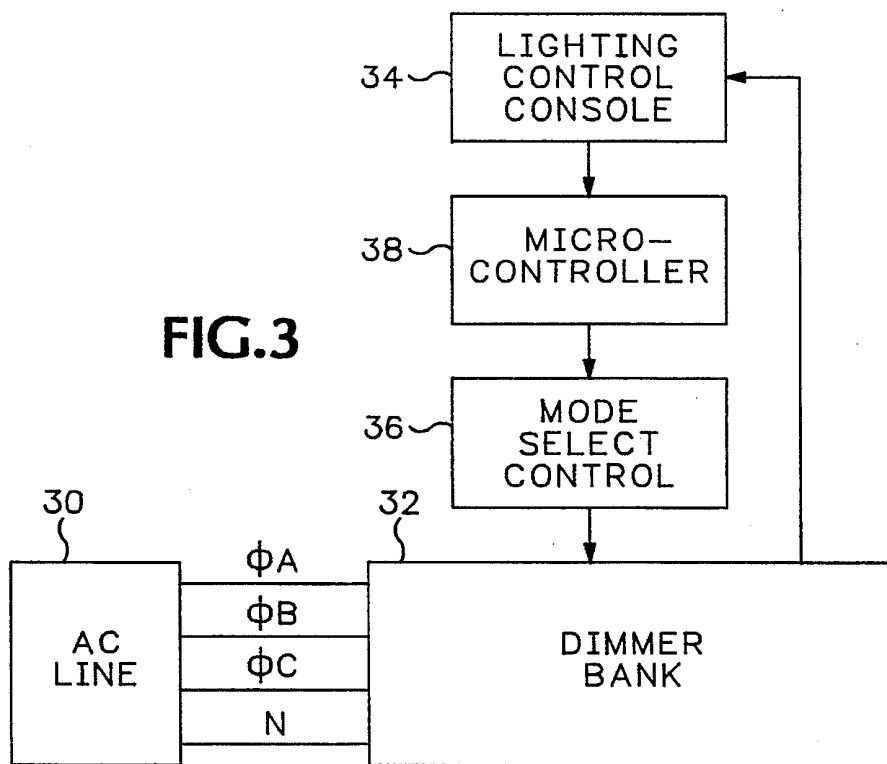 34
LIGHTING
CONTROL
CONSOLE
38
MICRO-
CONTROLLER
FIG.3
36
MODE
SELECT
CONTROL
30
32
AC
LINE
ΦA
ΦB
ΦC
N
DIMMER
BANK